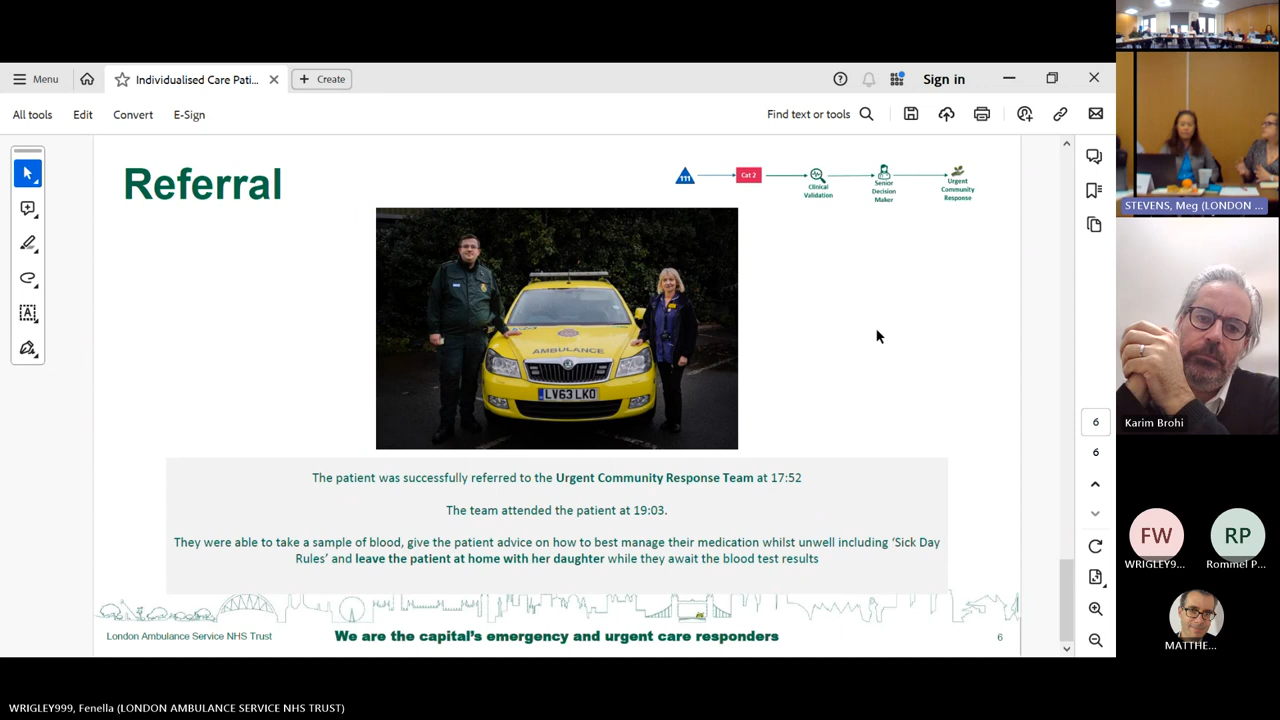 Menu
Individualised Care Pati...
Create
Sign in
All tools
Edit
Convert
E-Sign
Find text or tools
Referral
111
Cat 2
Clinical
Validation
Senior
Decision
Maker
Urgent
Community
Response
AMBULANCE
LV63 LKO
The patient was successfully referred to the Urgent Community Response Team at 17:52
The team attended the patient at 19:03.
They were able to take a sample of blood, give the patient advice on how to best manage their medication whilst unwell including ‘Sick Day
Rules’ and leave the patient at home with her daughter while they await the blood test results
London Ambulance Service NHS Trust
We are the capital’s emergency and urgent care responders
6
6
6
STEVENS, Meg (LONDON ...
Karim Brohi
FW
WRIGLEY9...
RP
Rommel P...
MATTHE...
WRIGLEY999, Fenella (LONDON AMBULANCE SERVICE NHS TRUST)